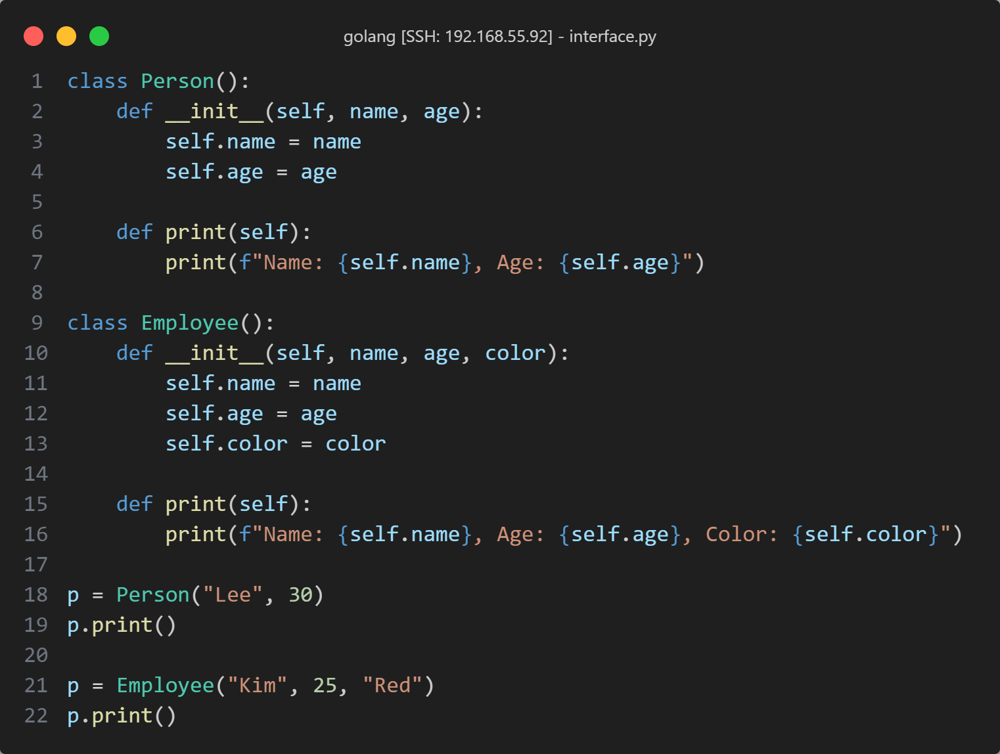 golang [SSH: 192.168.55.92] - interface.py
1 class Person():
2     def __init__(self, name, age):
3         self.name = name
4         self.age = age
5
6     def print(self):
7         print(f"Name: {self.name}, Age: {self.age}")
8
9 class Employee():
10     def __init__(self, name, age, color):
11         self.name = name
12         self.age = age
13         self.color = color
14
15     def print(self):
16         print(f"Name: {self.name}, Age: {self.age}, Color: {self.color}")
17
18 p = Person("Lee", 30)
19 p.print()
20
21 p = Employee("Kim", 25, "Red")
22 p.print()